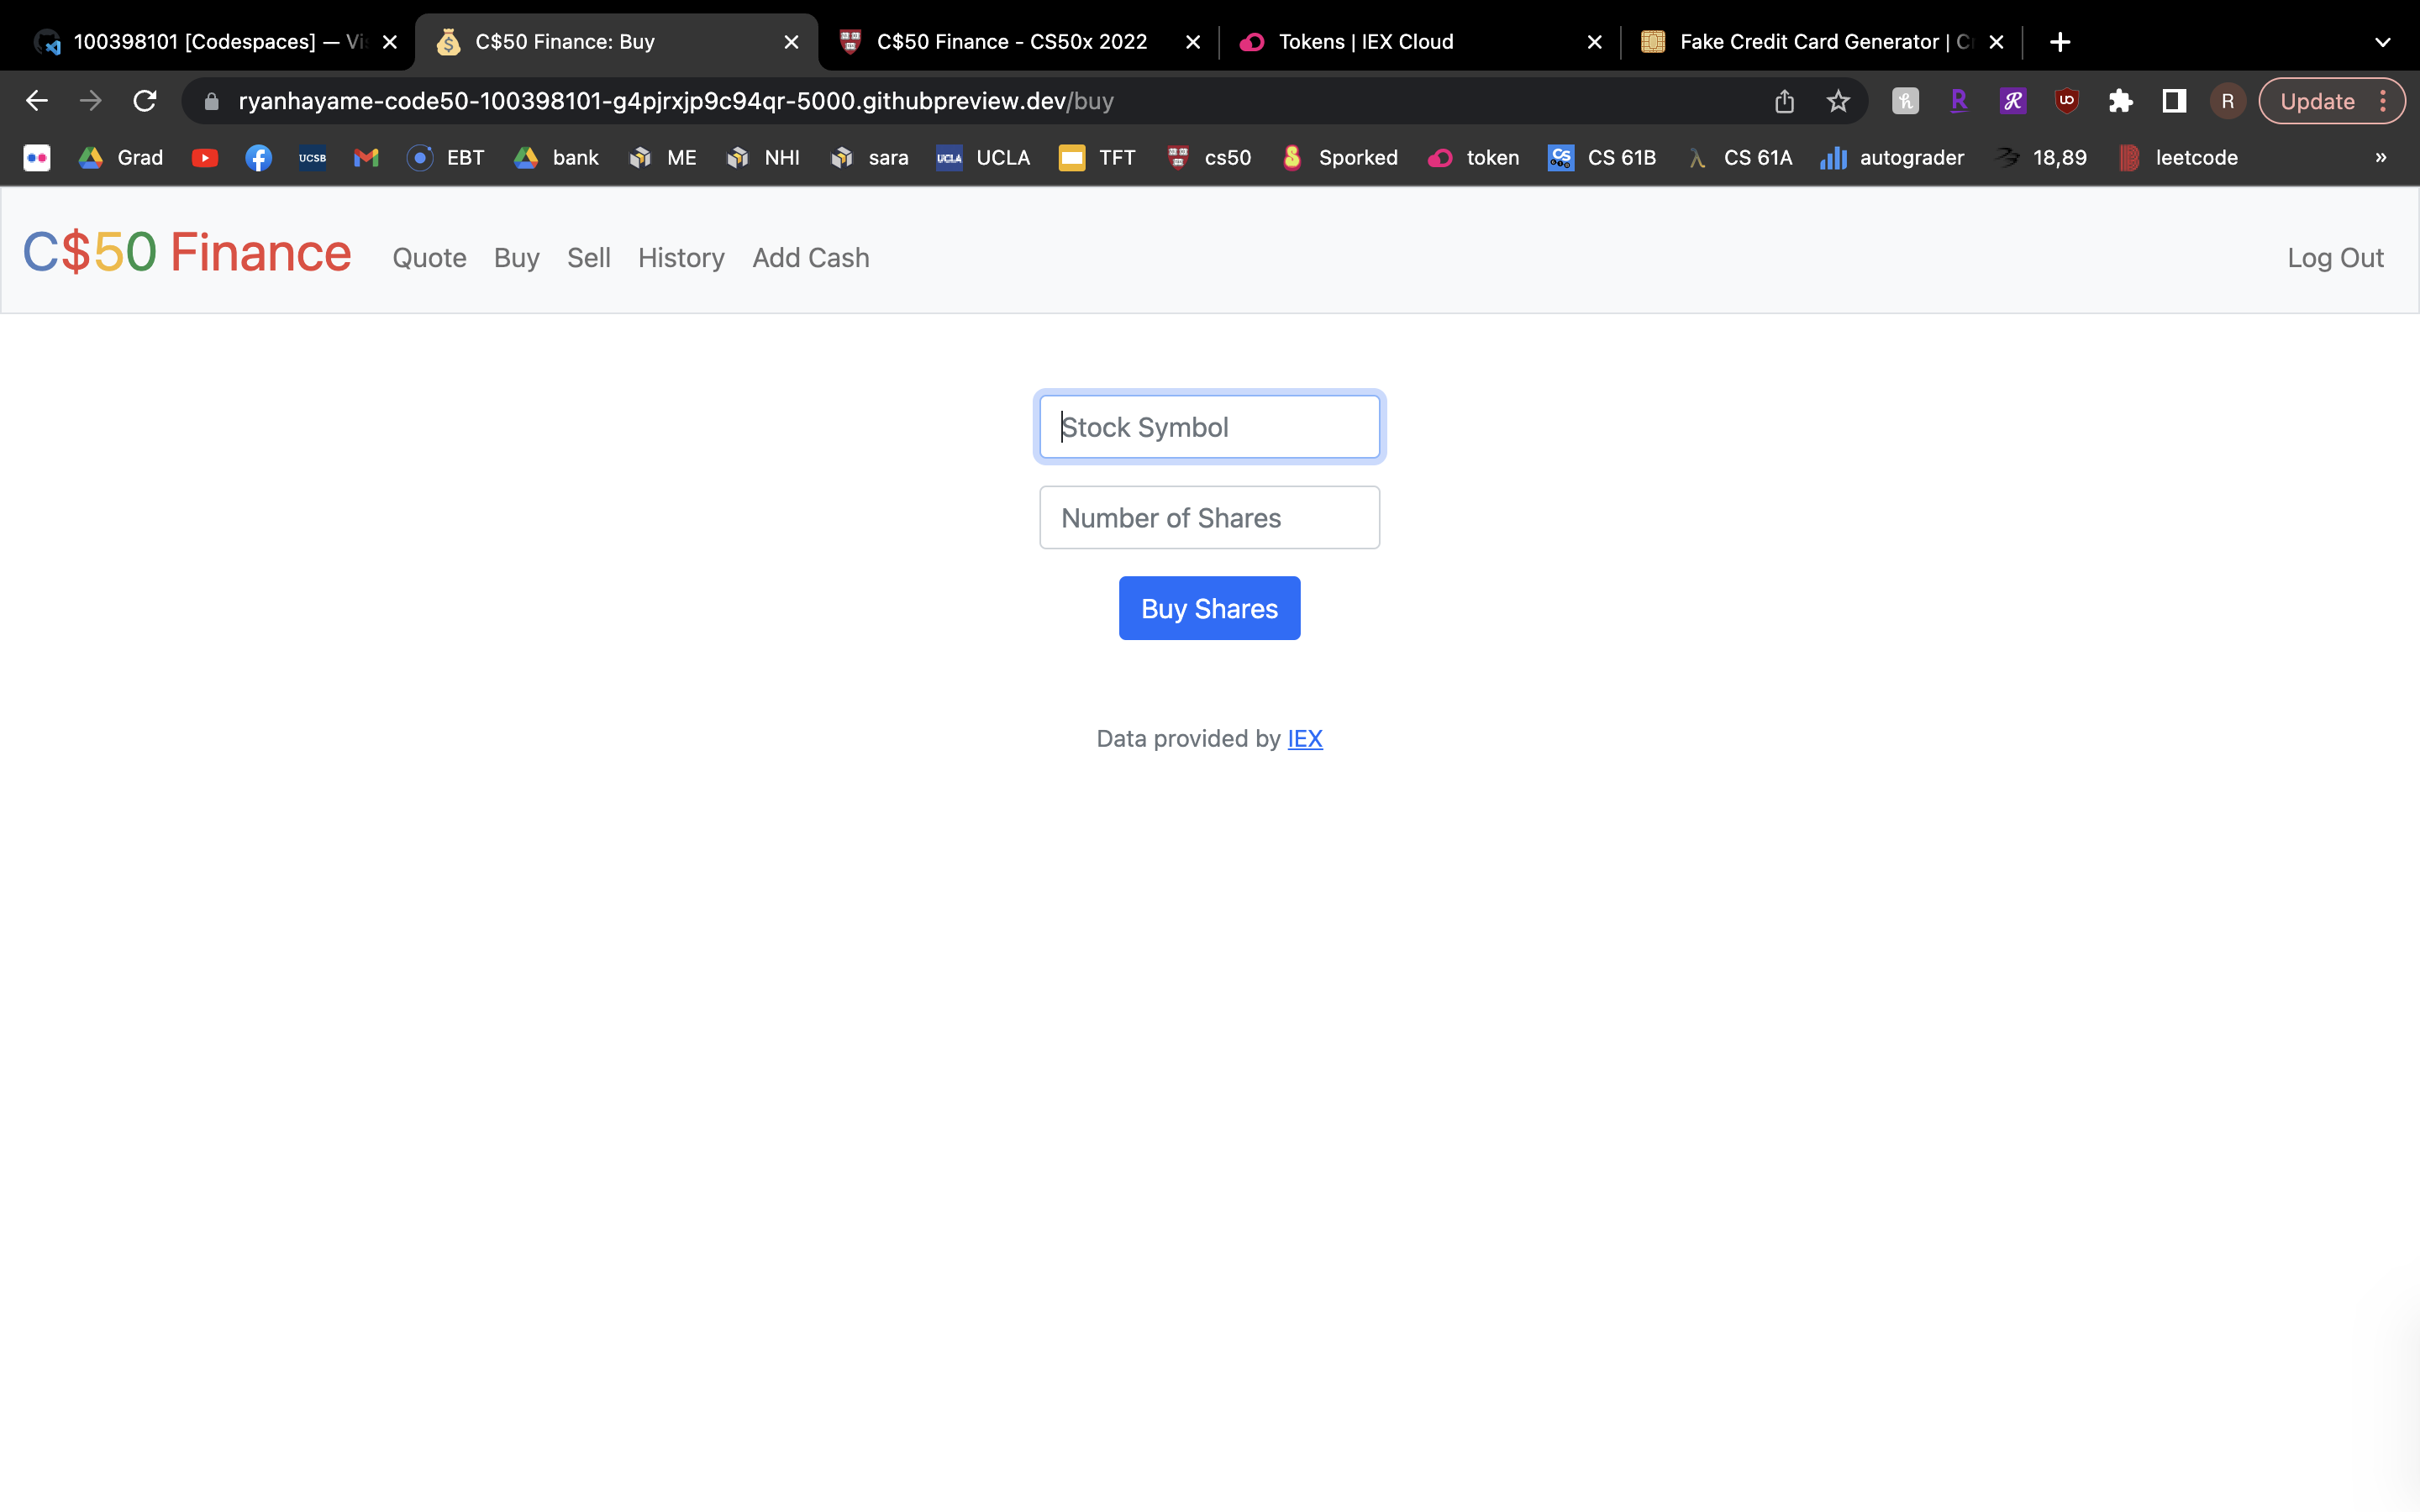 100398101 [Codespaces] — Vi
C$50 Finance: Buy
C$50 Finance - CS50x 2022
Tokens | IEX Cloud
Fake Credit Card Generator | C
ryanhayame-code50-100398101-g4pjrxjp9c94qr-5000.githubpreview.dev/buy
R
Update
Grad
UCSB
EBT
bank
ME
NHI
sara
UCLA
UCLA
TFT
cs50
Sporked
token
CS
CS 61B
CS 61A
autograder
18,89
leetcode
»
C$50 Finance
Quote
Buy
Sell
History
Add Cash
Log Out
Stock Symbol
Number of Shares
Buy Shares
Data provided by IEX